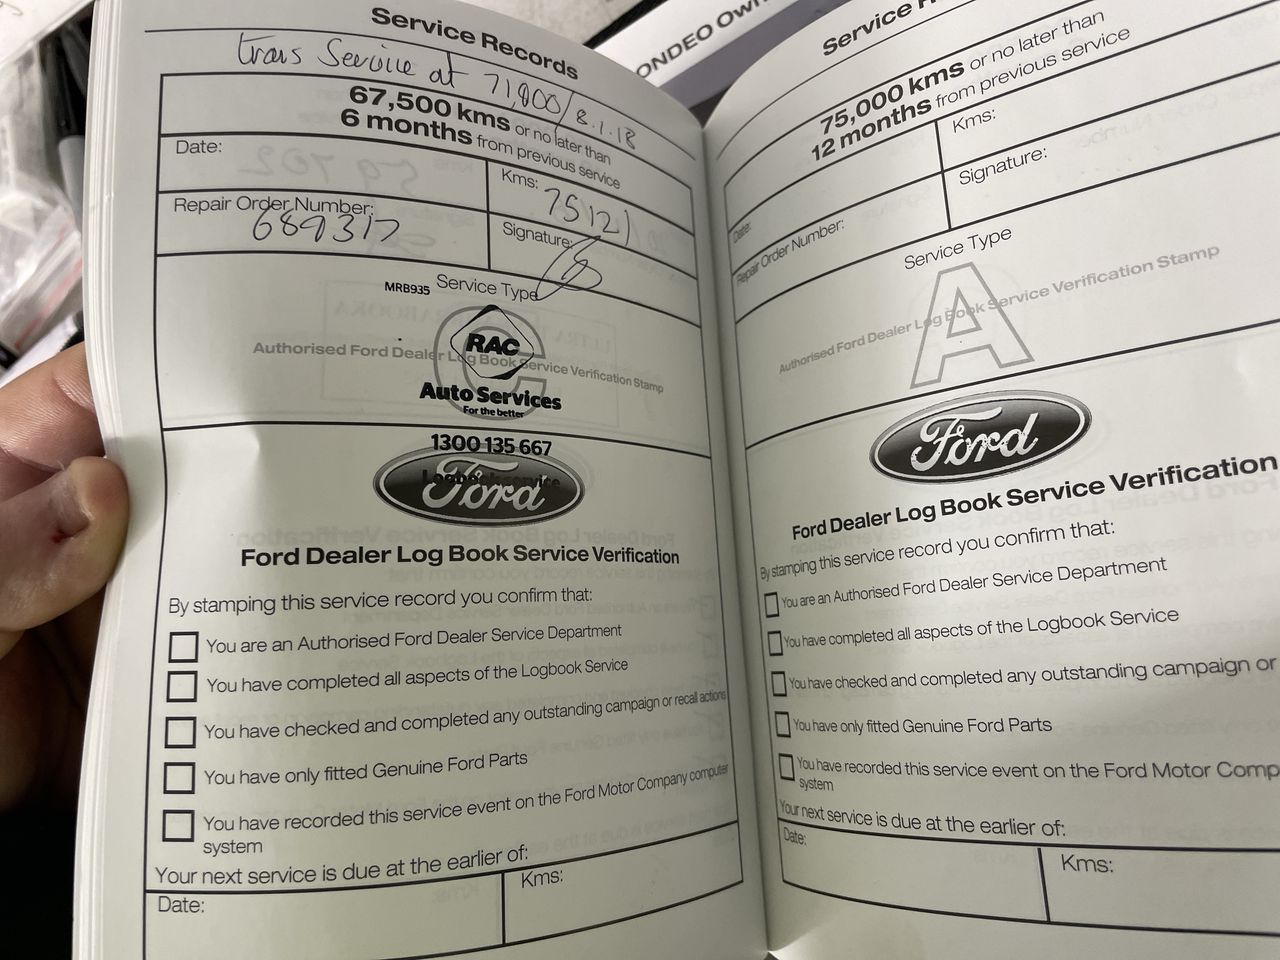 Service Records
trans Service at 71,900/8.1.18
67,500 kms or no later than
6 months from previous service
Date:
Kms: 75121
Repair Order Number:
689317
Signature:
MRB935 Service Type
C
RAC
Authorised Ford Dealer Log Book Service Verification Stamp
Auto Services
For the better
1300 135 667
Logbook service
Ford
Ford Dealer Log Book Service Verification
By stamping this service record you confirm that:
You are an Authorised Ford Dealer Service Department
You have completed all aspects of the Logbook Service
You have checked and completed any outstanding campaign or recall actions
You have only fitted Genuine Ford Parts
You have recorded this service event on the Ford Motor Company computer
system
Your next service is due at the earlier of:
Date:
Kms:
ONDEO Own
Service R
75,000 kms or no later than
12 months from previous service
Date:
Kms:
Repair Order Number:
Signature:
Service Type
A
Authorised Ford Dealer Log Book Service Verification Stamp
Ford
Ford Dealer Log Book Service Verification
By stamping this service record you confirm that:
You are an Authorised Ford Dealer Service Department
You have completed all aspects of the Logbook Service
You have checked and completed any outstanding campaign or
You have only fitted Genuine Ford Parts
You have recorded this service event on the Ford Motor Comp
system
Your next service is due at the earlier of:
Date:
Kms: